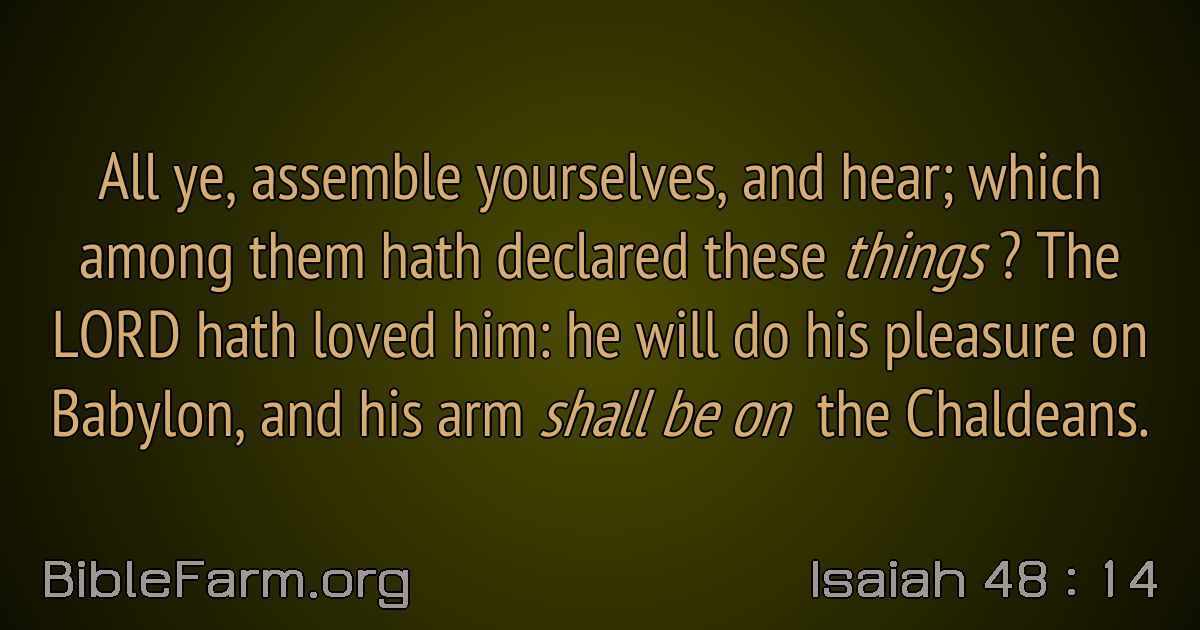 All ye, assemble yourselves, and hear; which
among them hath declared these things ? The
LORD hath loved him: he will do his pleasure on
Babylon, and his arm shall be on  the Chaldeans.
BibleFarm.org
Isaiah 48 : 14